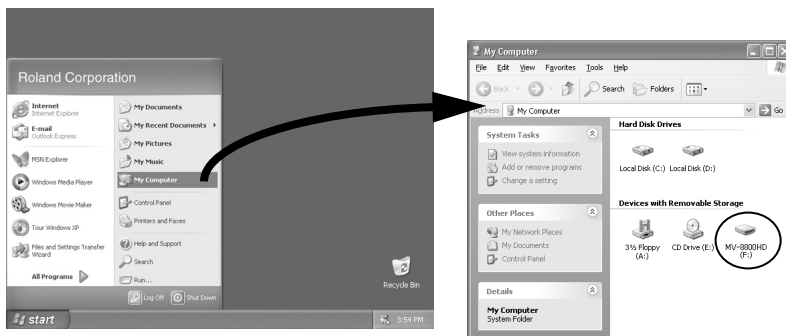 Roland Corporation
Internet
Internet Explorer
E-mail
Outlook Express
MSN Explorer
Windows Media Player
Windows Movie Maker
Tour Windows XP
Files and Settings Transfer
Wizard
All Programs
My Documents
My Recent Documents
My Pictures
My Music
My Computer
Control Panel
Printers and Faxes
Help and Support
Search
Run...
Log Off
Shut Down
Recycle Bin
start
3:54 PM
My Computer
File Edit View Favorites Tools Help
Back Search Folders
Address My Computer Go
System Tasks
View system information
Add or remove programs
Change a setting
Other Places
My Network Places
My Documents
Control Panel
Details
My Computer
System Folder
Hard Disk Drives
Local Disk (C:) Local Disk (D:)
Devices with Removable Storage
3½ Floppy
(A:)
CD Drive (E:)
MV-8800HD
(F:)